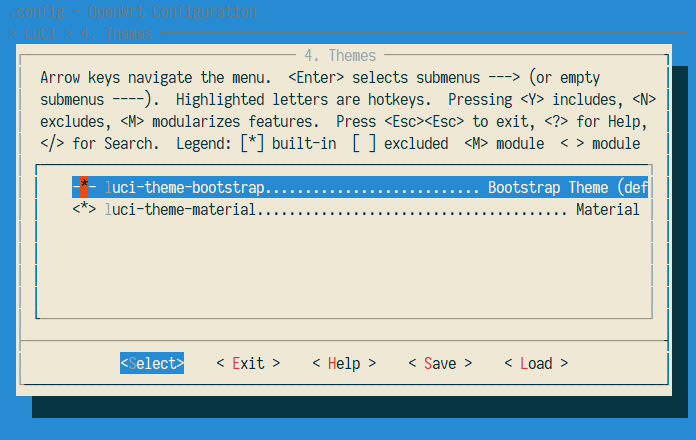 .config - OpenWrt Configuration
> LuCI > 4. Themes
4. Themes
Arrow keys navigate the menu.  <Enter> selects submenus ---> (or empty
submenus ----).  Highlighted letters are hotkeys.  Pressing <Y> includes, <N>
excludes, <M> modularizes features.  Press <Esc><Esc> to exit, <?> for Help,
</> for Search.  Legend: [*] built-in  [ ] excluded  <M> module  < > module
-*- luci-theme-bootstrap........................... Bootstrap Theme (def
<*> luci-theme-material....................................... Material
<Select>    < Exit >    < Help >    < Save >    < Load >